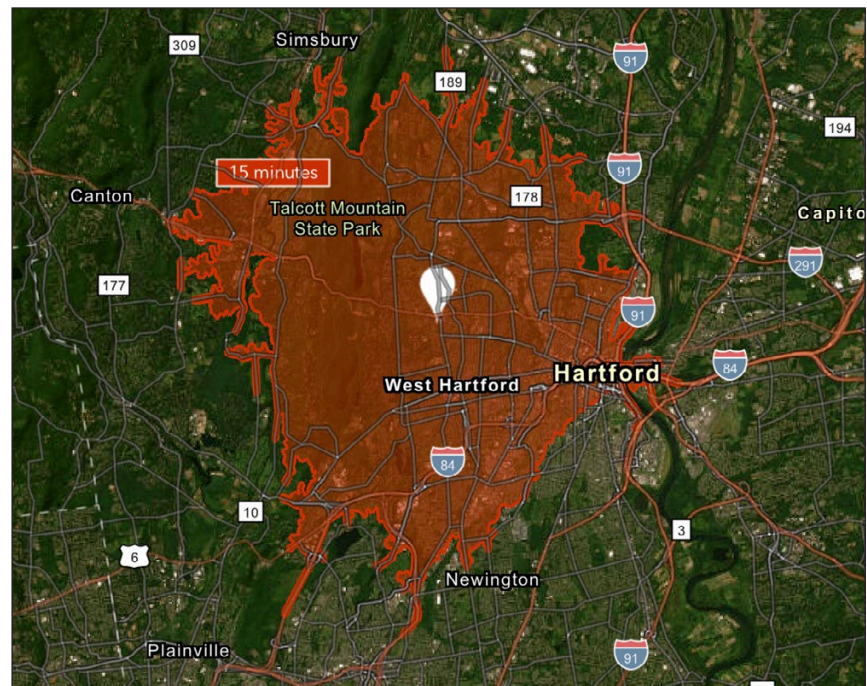 Simsbury
309
91
189
194
91
15 minutes
Canton
178
Talcott Mountain
State Park
Capito
291
177
91
84
Hartford
West Hartford
84
10
3
6
Newington
Plainville
91